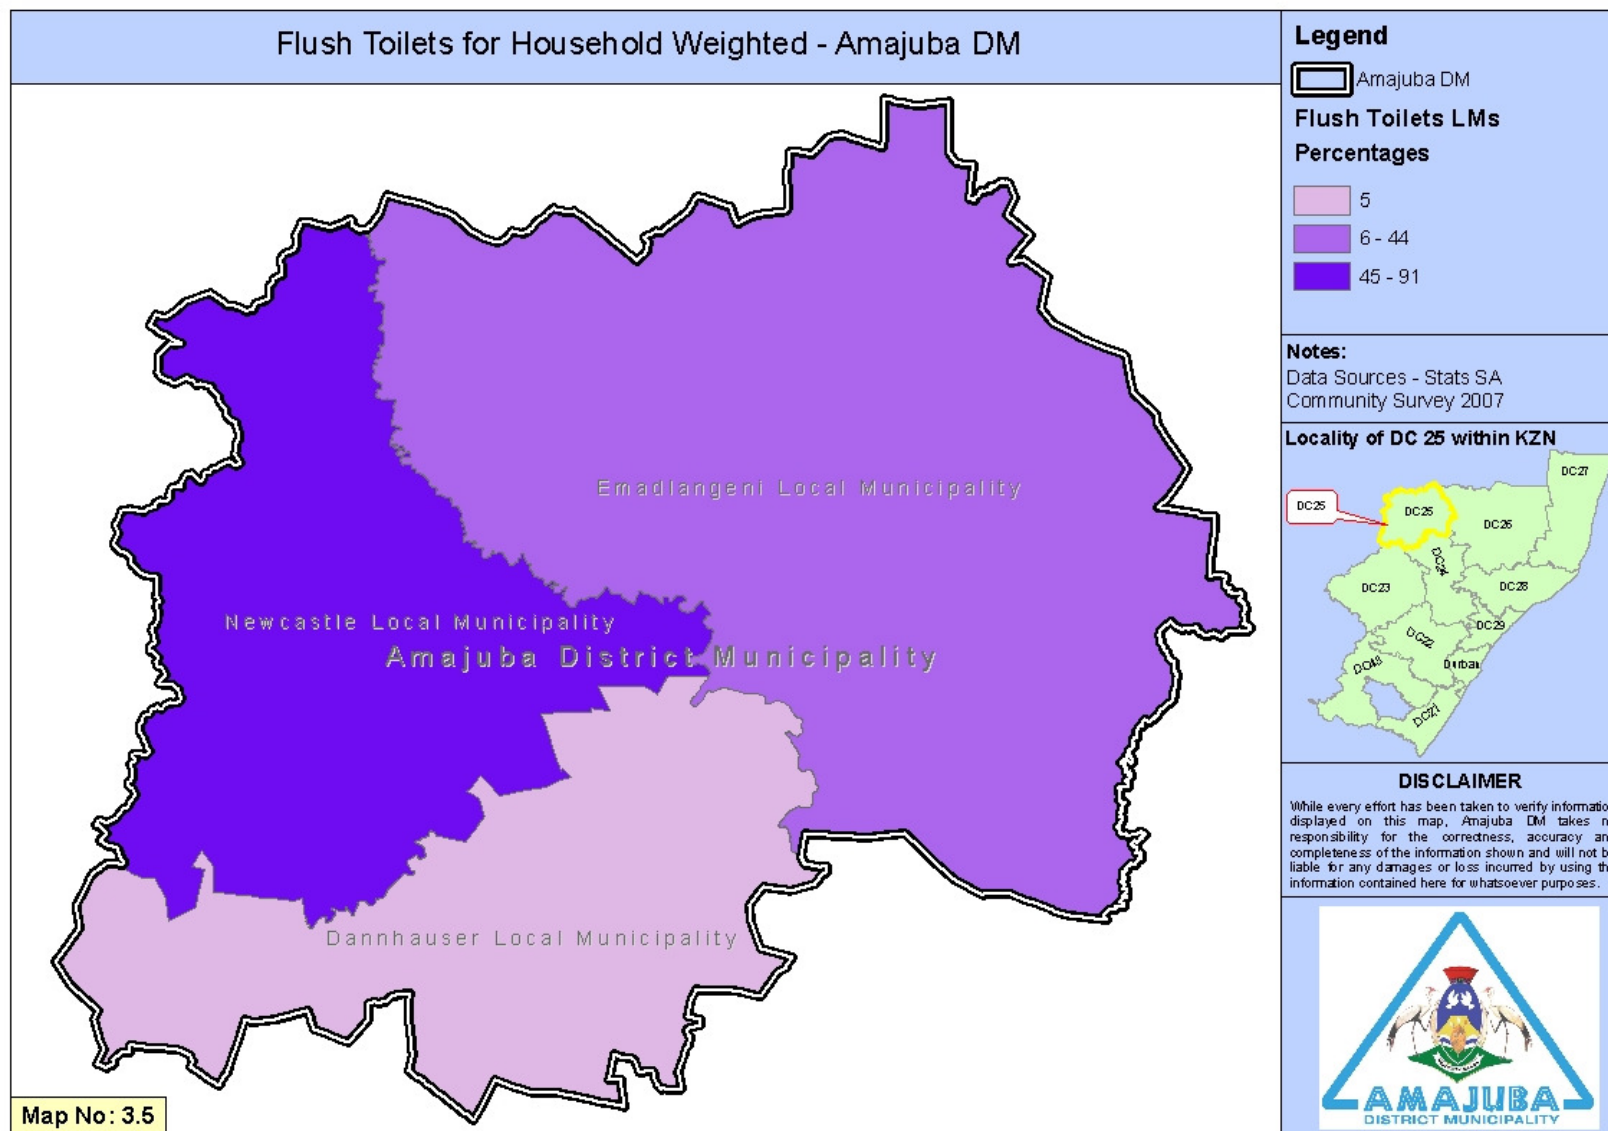 Flush Toilets for Household Weighted - Amajuba DM
Emadlangeni Local Municipality
Newcastle Local Municipality
Amajuba District Municipality
Dannhauser Local Municipality
Map No: 3.5
Legend
Amajuba DM
Flush Toilets LMs
Percentages
5
6 - 44
45 - 91
Notes:
Data Sources - Stats SA
Community Survey 2007
Locality of DC 25 within KZN
DC27
DC25
DC25
DC26
DC24
DC23
DC28
DC29
DC22
DC43
Durban
DC21
DISCLAIMER
While every effort has been taken to verify informatio
displayed on this map, Amajuba DM takes n
responsibility for the correctness, accuracy an
completeness of the information shown and will not b
liable for any damages or loss incurred by using th
information contained here for whatsoever purposes.
AMAJUBA
DISTRICT MUNICIPALITY